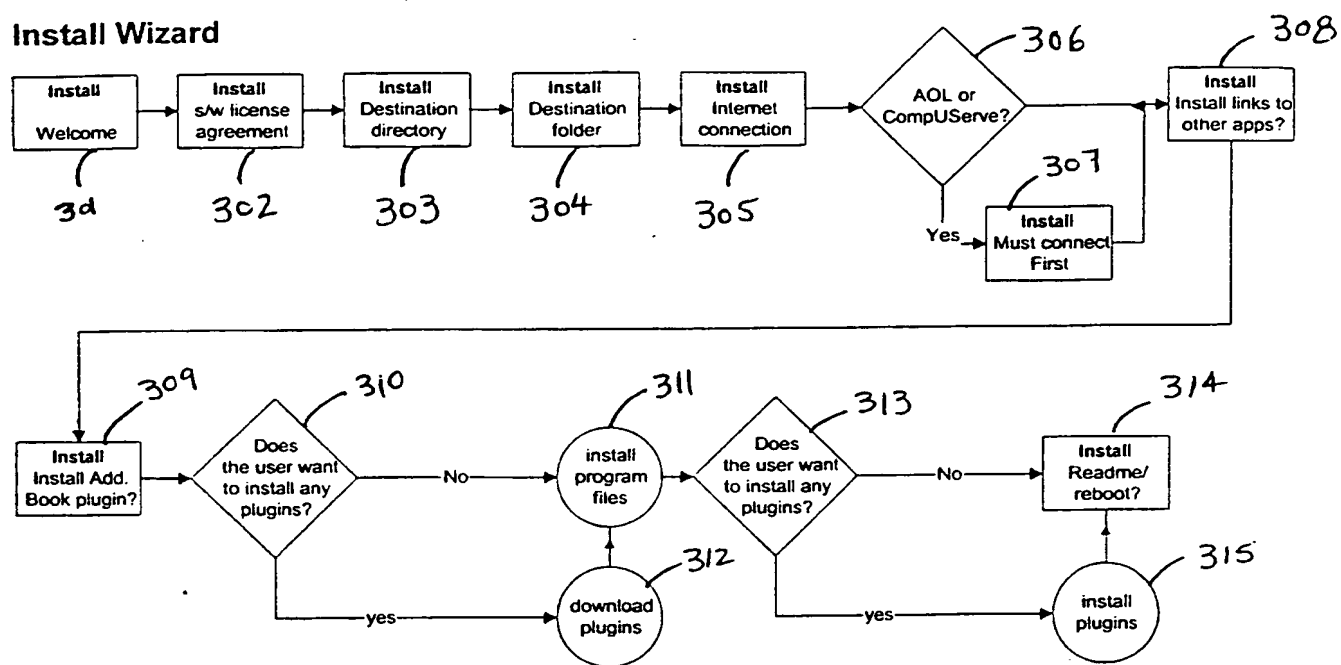 Install Wizard
Install
Welcome
301
Install
s/w license
agreement
302
Install
Destination
directory
303
Install
Destination
folder
304
Install
Internet
connection
305
AOL or
CompUServe?
306
Yes
Install
Must connect
First
307
Install
Install links to
other apps?
308
Install
Install Add.
Book plugin?
309
Does
the user want
to install any
plugins?
310
No
yes
install
program
files
311
download
plugins
312
Does
the user want
to install any
plugins?
313
No
yes
Install
Readme/
reboot?
314
install
plugins
315